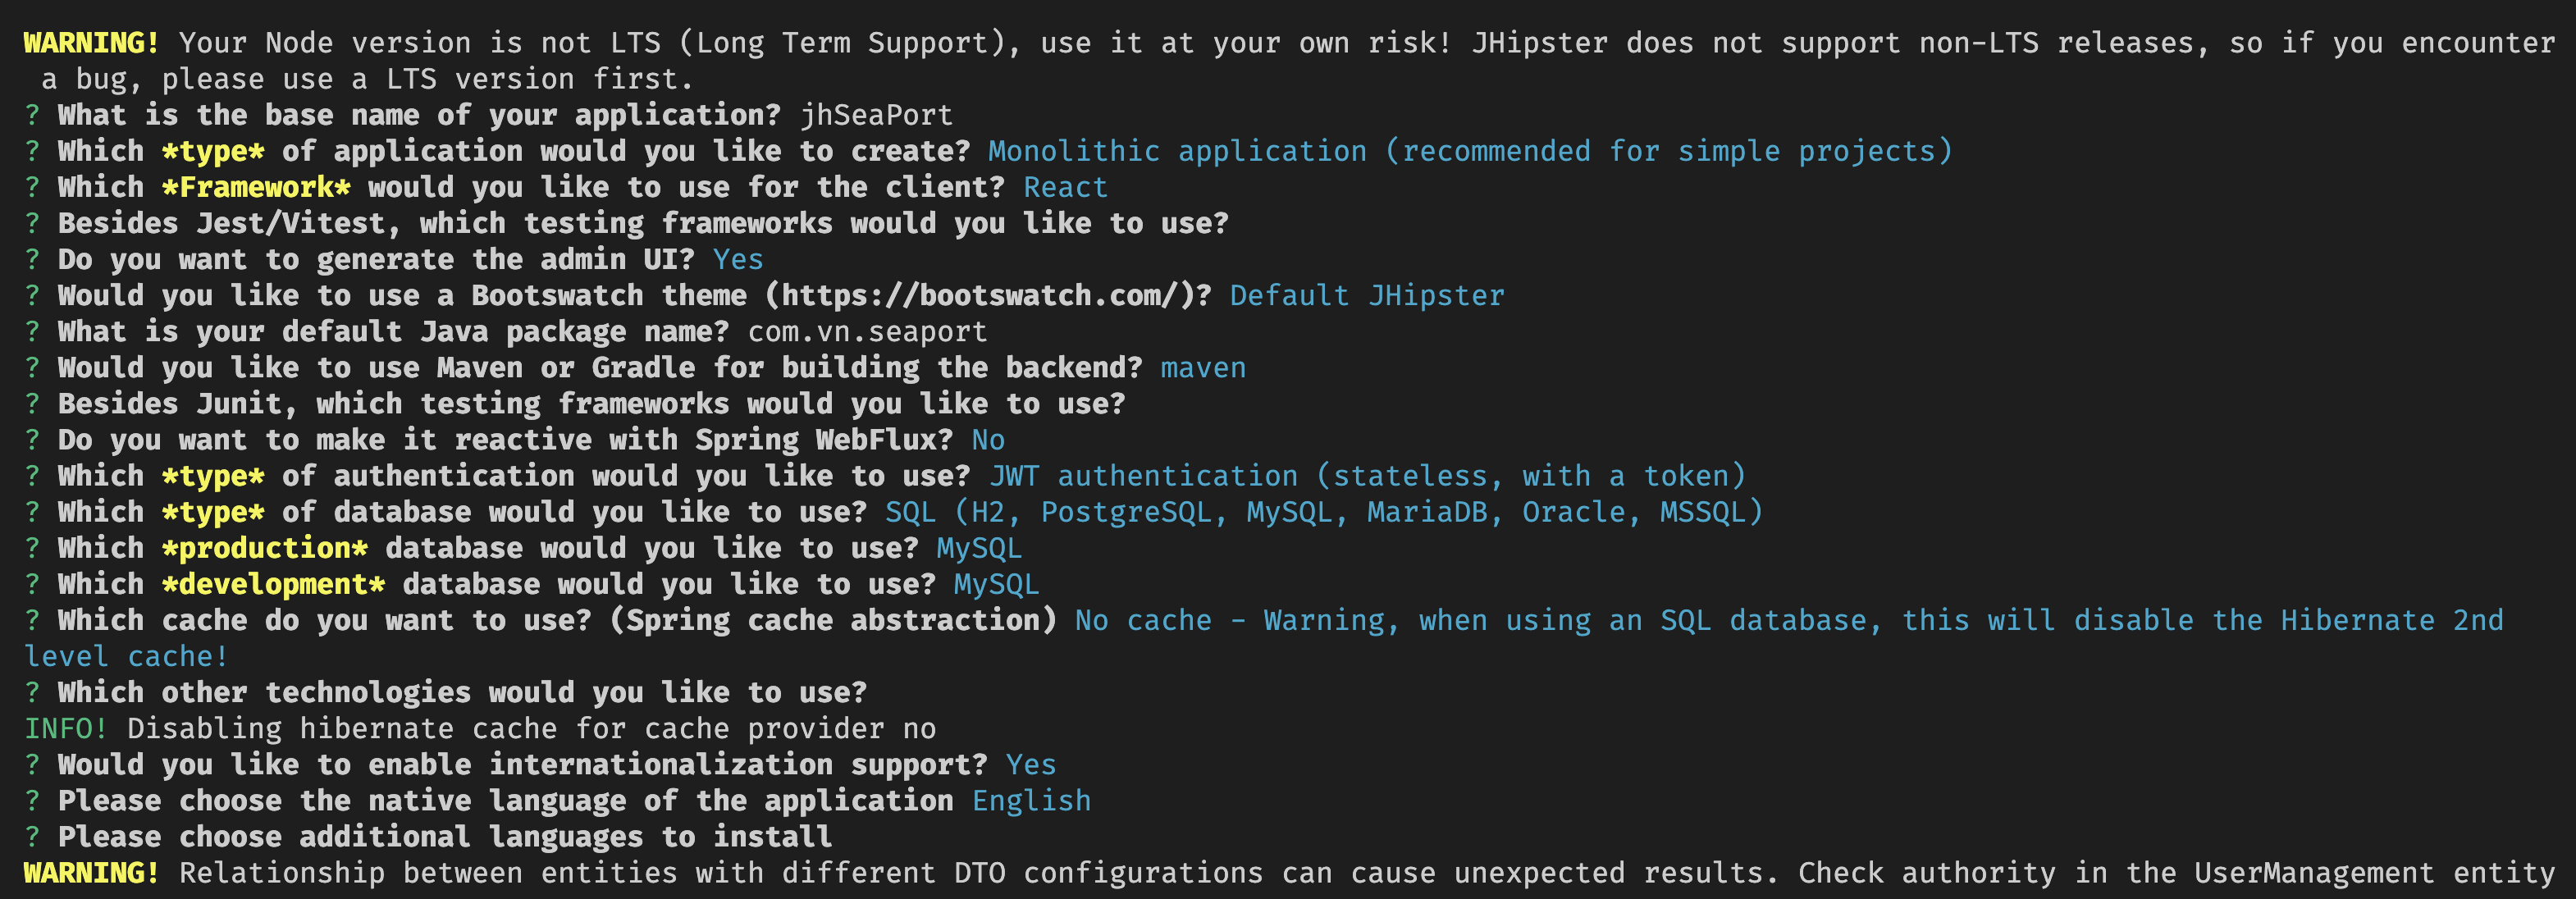 WARNING! Your Node version is not LTS (Long Term Support), use it at your own risk! JHipster does not support non-LTS releases, so if you encounter
a bug, please use a LTS version first.
? What is the base name of your application? jhSeaPort
? Which *type* of application would you like to create? Monolithic application (recommended for simple projects)
? Which *Framework* would you like to use for the client? React
? Besides Jest/Vitest, which testing frameworks would you like to use?
? Do you want to generate the admin UI? Yes
? Would you like to use a Bootswatch theme (https://bootswatch.com/)? Default JHipster
? What is your default Java package name? com.vn.seaport
? Would you like to use Maven or Gradle for building the backend? maven
? Besides Junit, which testing frameworks would you like to use?
? Do you want to make it reactive with Spring WebFlux? No
? Which *type* of authentication would you like to use? JWT authentication (stateless, with a token)
? Which *type* of database would you like to use? SQL (H2, PostgreSQL, MySQL, MariaDB, Oracle, MSSQL)
? Which *production* database would you like to use? MySQL
? Which *development* database would you like to use? MySQL
? Which cache do you want to use? (Spring cache abstraction) No cache - Warning, when using an SQL database, this will disable the Hibernate 2nd
level cache!
? Which other technologies would you like to use?
INFO! Disabling hibernate cache for cache provider no
? Would you like to enable internationalization support? Yes
? Please choose the native language of the application English
? Please choose additional languages to install
WARNING! Relationship between entities with different DTO configurations can cause unexpected results. Check authority in the UserManagement entity